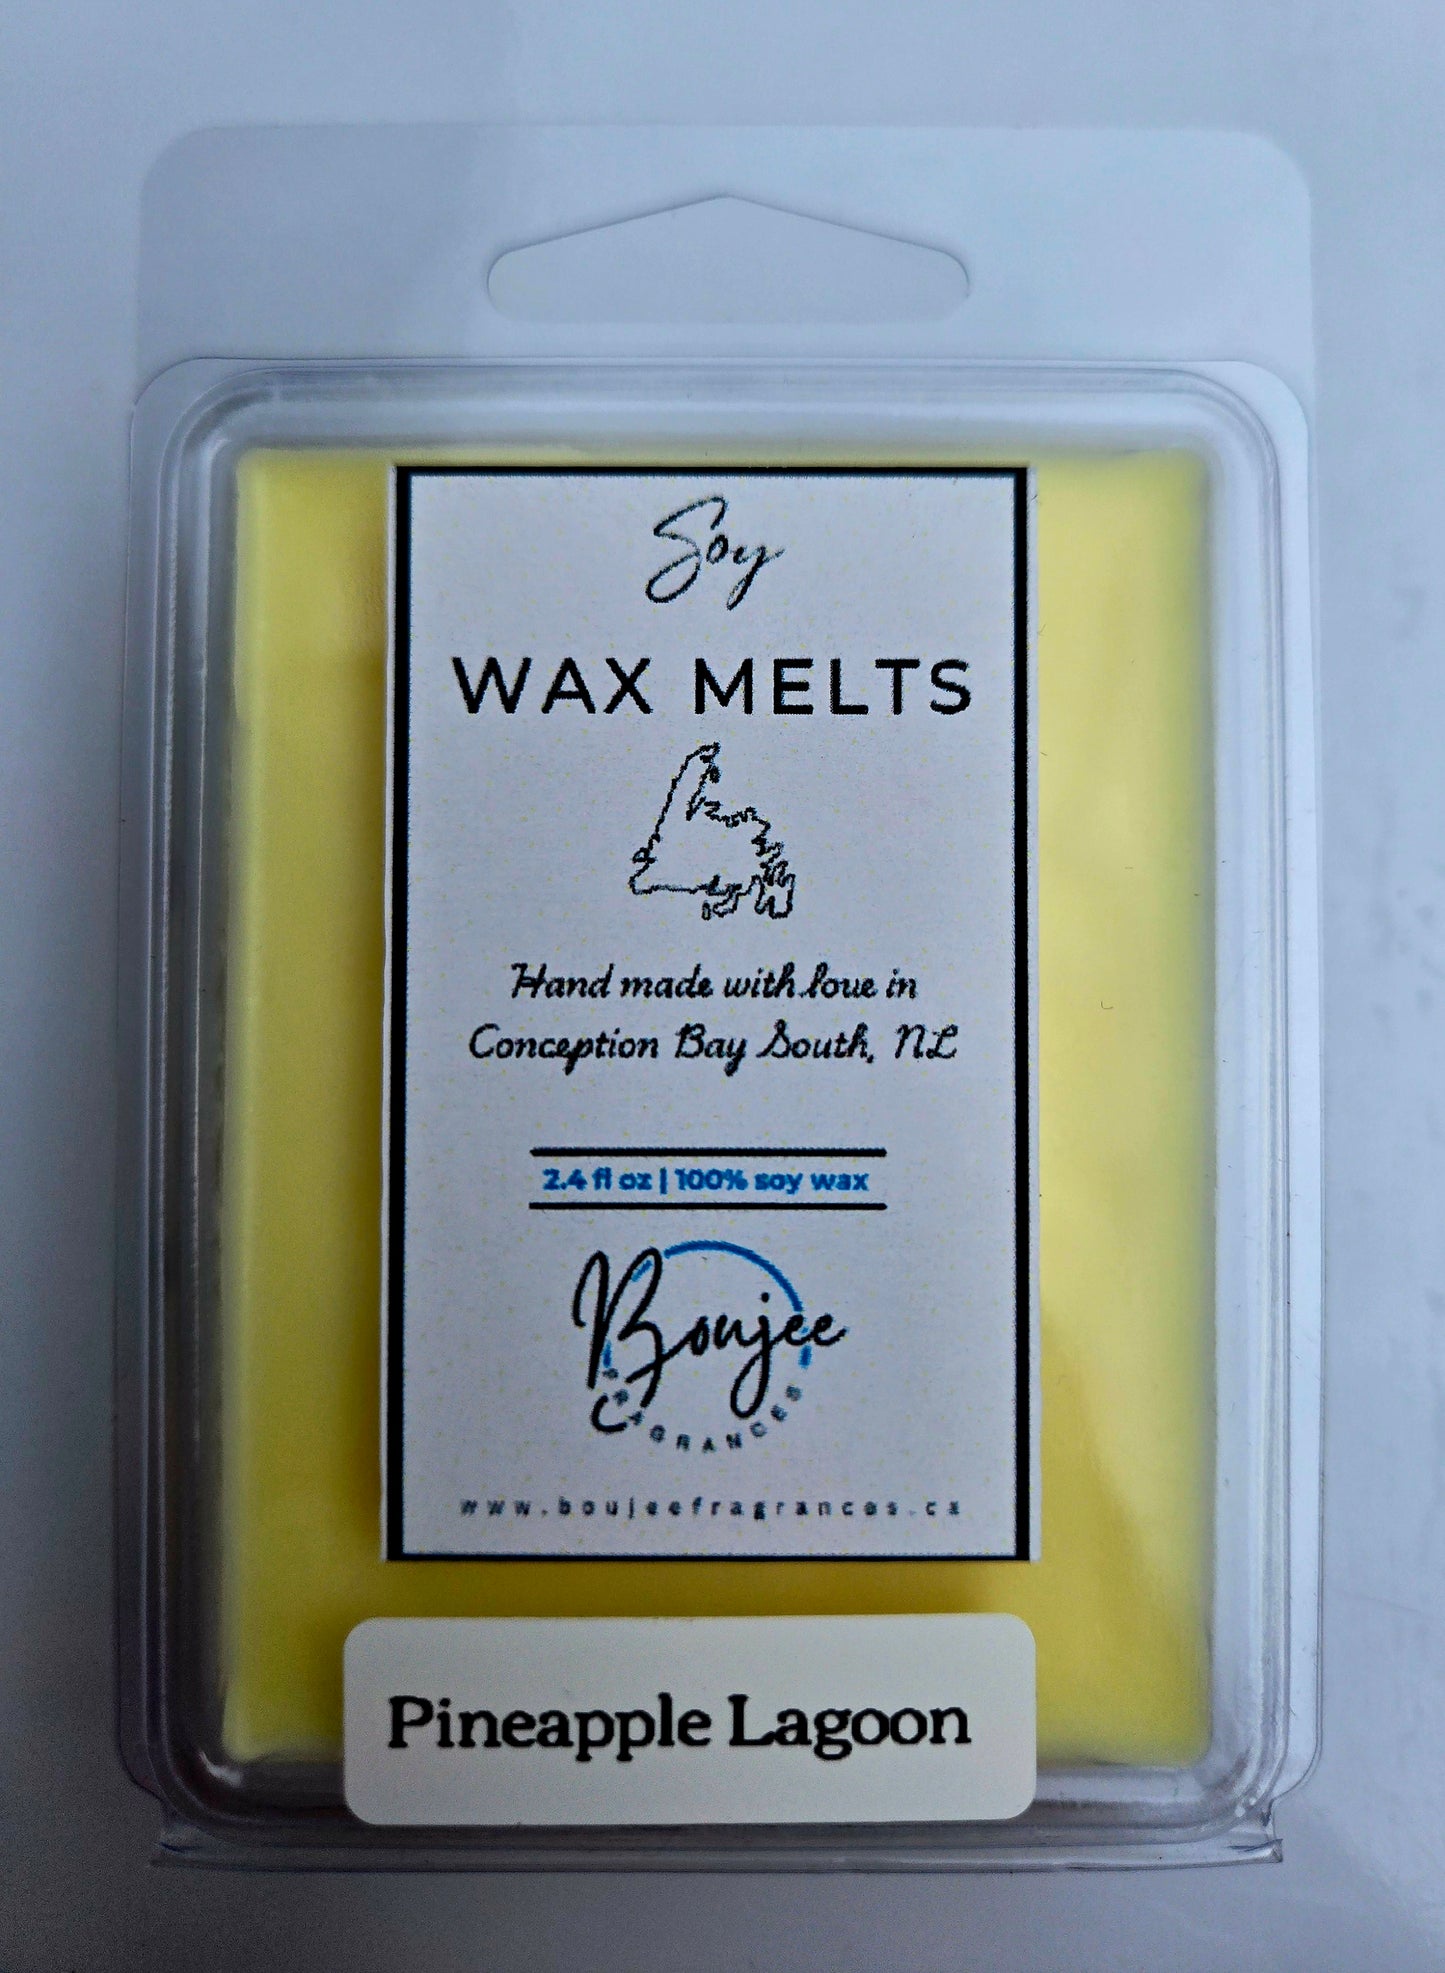 Soy
WAX MELTS
Hand made with love in
Conception Bay South, NL
2.4 fl oz | 100% soy wax
Boujee
FRAGRANCES
www.boujeefragrances.ca
Pineapple Lagoon